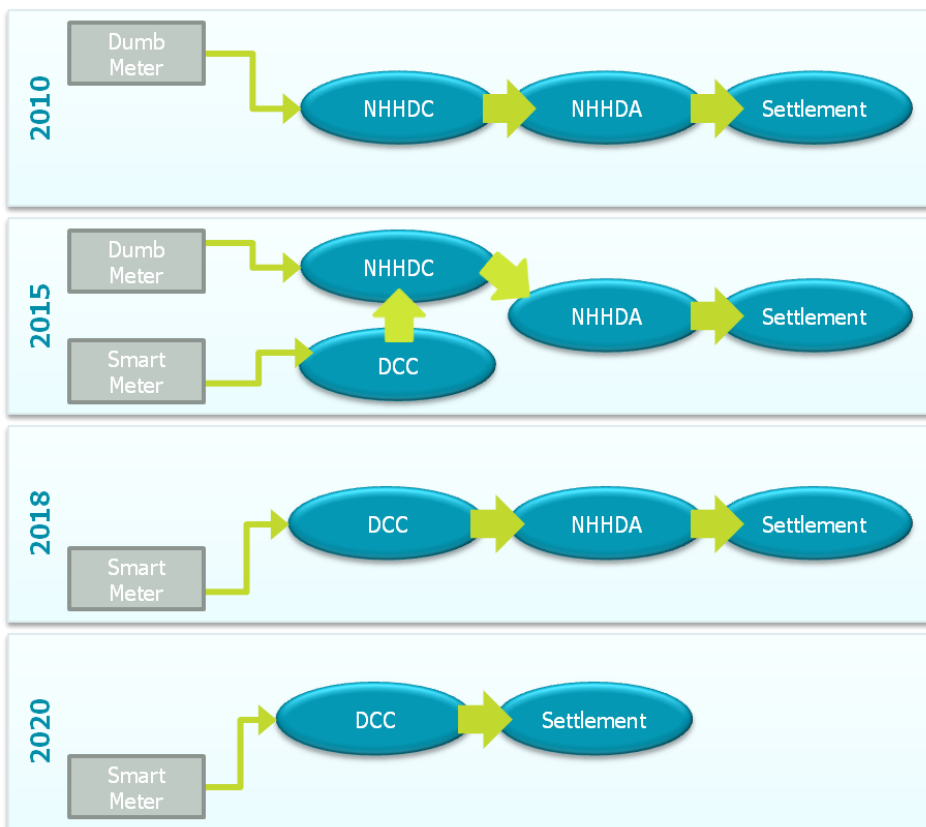 2010
Dumb
Meter
NHHDC
NHHDA
Settlement
2015
Dumb
Meter
NHHDC
Smart
Meter
DCC
NHHDA
Settlement
2018
Smart
Meter
DCC
NHHDA
Settlement
2020
Smart
Meter
DCC
Settlement